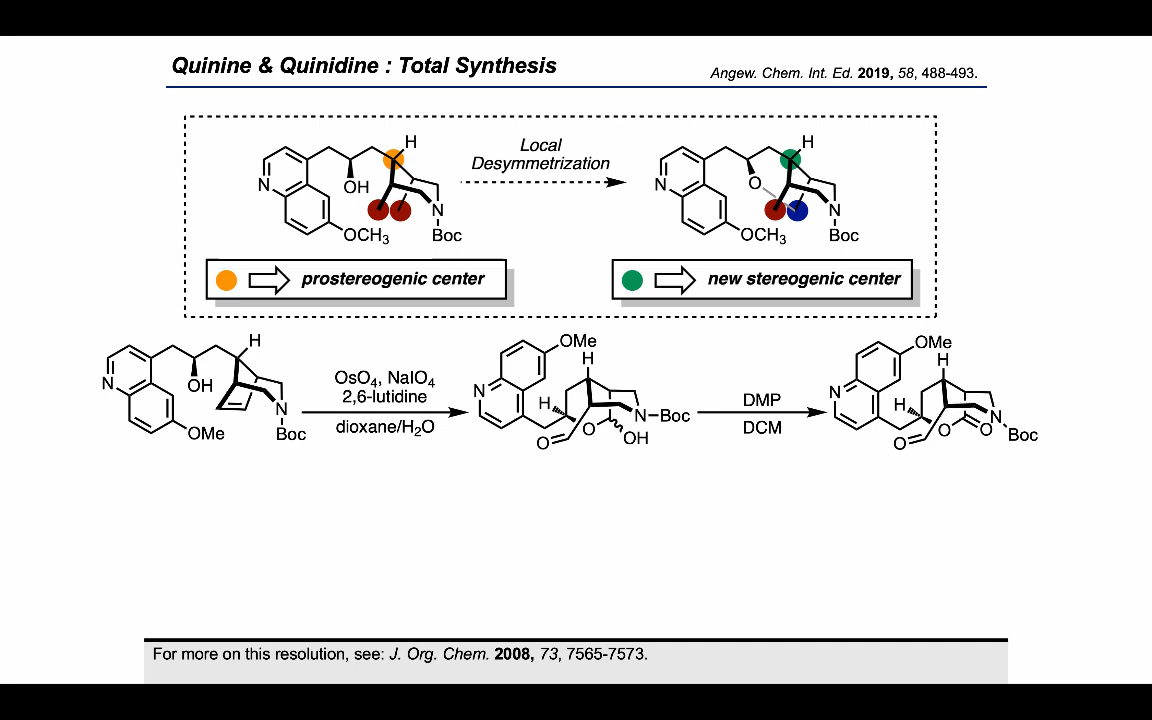 Quinine & Quinidine : Total Synthesis
Angew. Chem. Int. Ed. 2019, 58, 488-493.
H
OH
N
OCH₃
N
Boc
Local
Desymmetrization
H
O
N
OCH₃
N
Boc
prostereogenic center
new stereogenic center
H
N
OH
OMe
N
Boc
OsO₄, NaIO₄
2,6-lutidine
dioxane/H₂O
OMe
H
N
H
N
Boc
O
O
OH
DMP
DCM
OMe
H
N
H
N
Boc
O
O
O
For more on this resolution, see: J. Org. Chem. 2008, 73, 7565-7573.